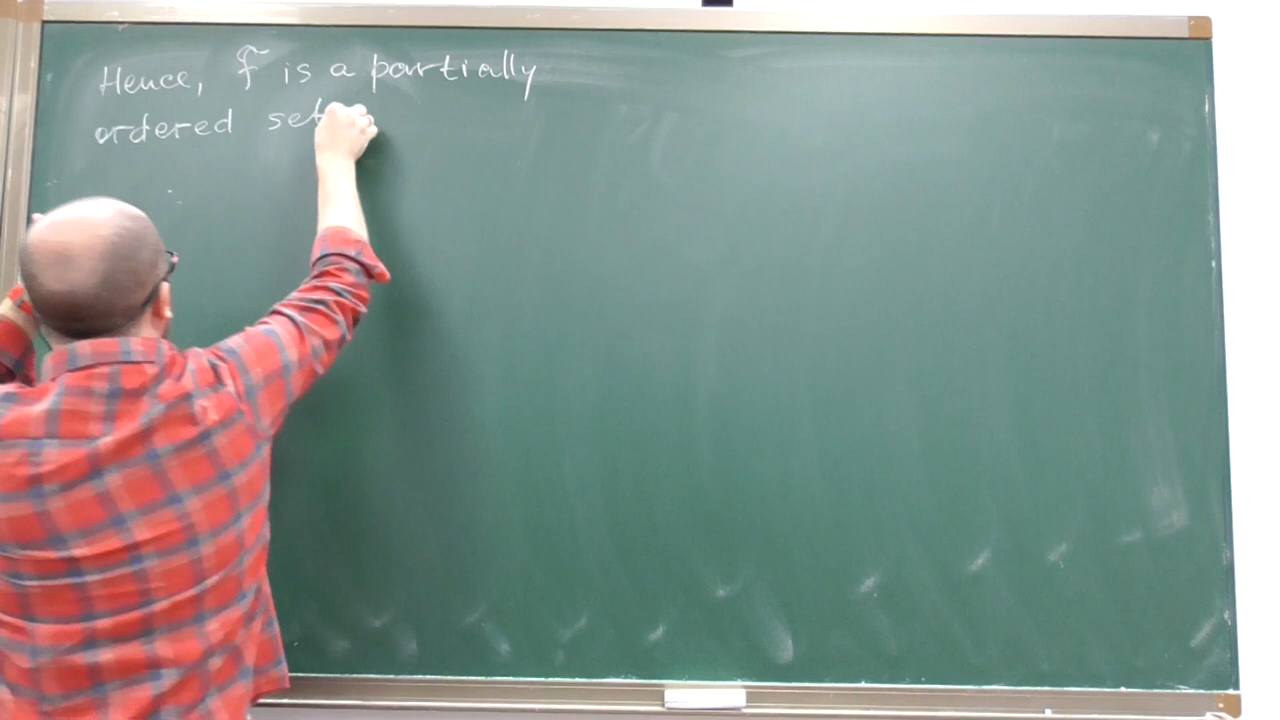 Hence, F̃ is a partially
ordered set